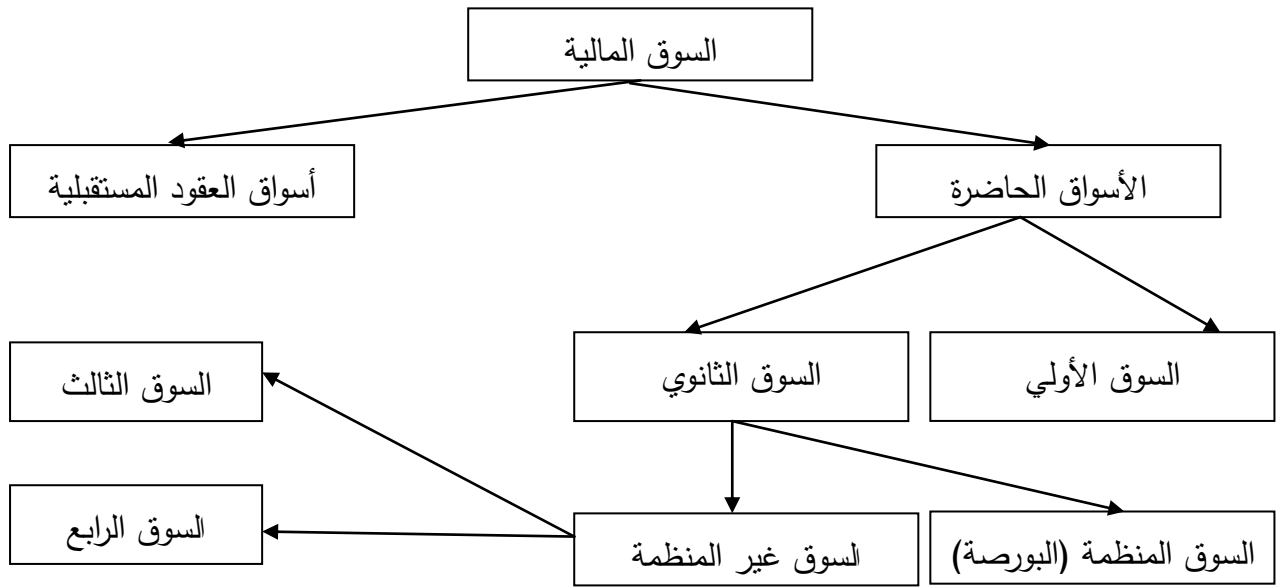 السوق المالية
الأسواق الحاضرة
أسواق العقود المستقبلية
السوق الأولي
السوق الثانوي
السوق الثالث
السوق المنظمة (البورصة)
السوق غير المنظمة
السوق الرابع